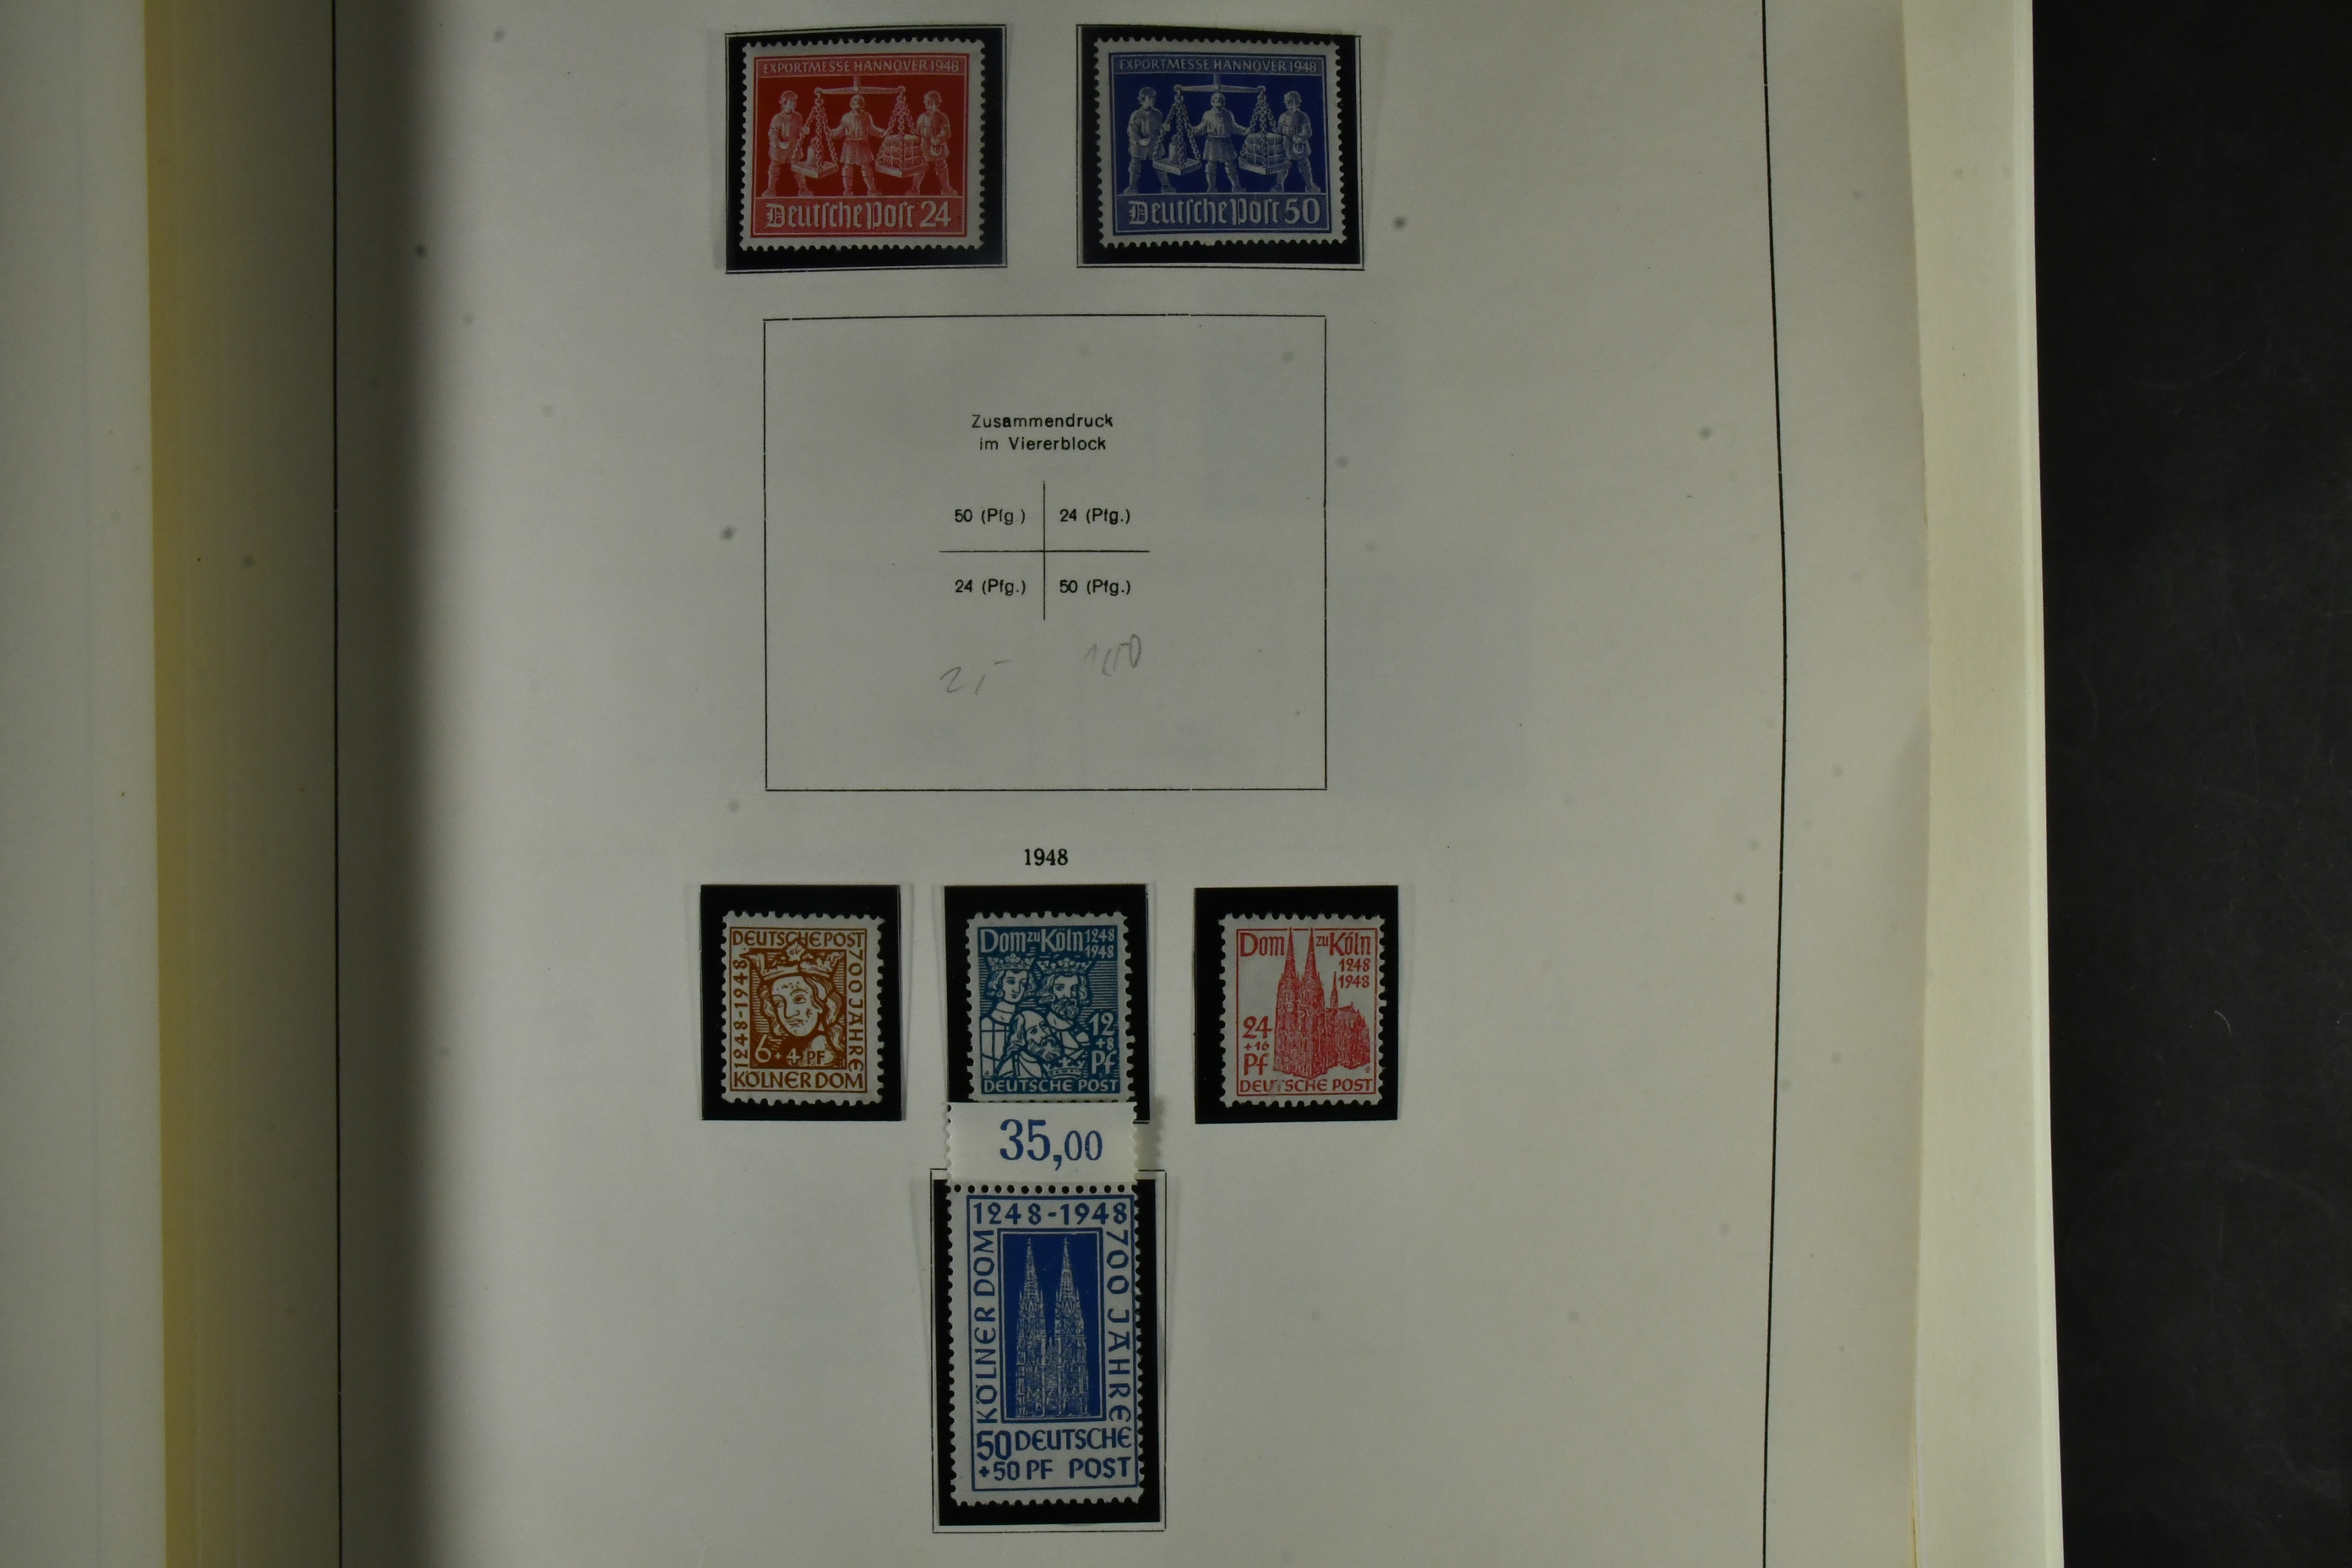 EXPORTMESSE HANNOVER 1948
Deutsche Post 24
EXPORTMESSE HANNOVER 1948
Deutsche Post 50
Zusammendruck
im Viererblock
50 (Pfg.) 24 (Pfg.)
24 (Pfg.) 50 (Pfg.)
2,-
1948
DEUTSCHE POST
700 JAHRE
1248-1948
6+4 PF
KÖLNER DOM
Dom zu Köln 1248
1948
12
+8
Pf
DEUTSCHE POST
Dom zu Köln
1248
1948
24
+16
Pf
DEUTSCHE POST
35,00
1248-1948
KÖLNER DOM
700 JAHRE
50 DEUTSCHE
+50 PF POST